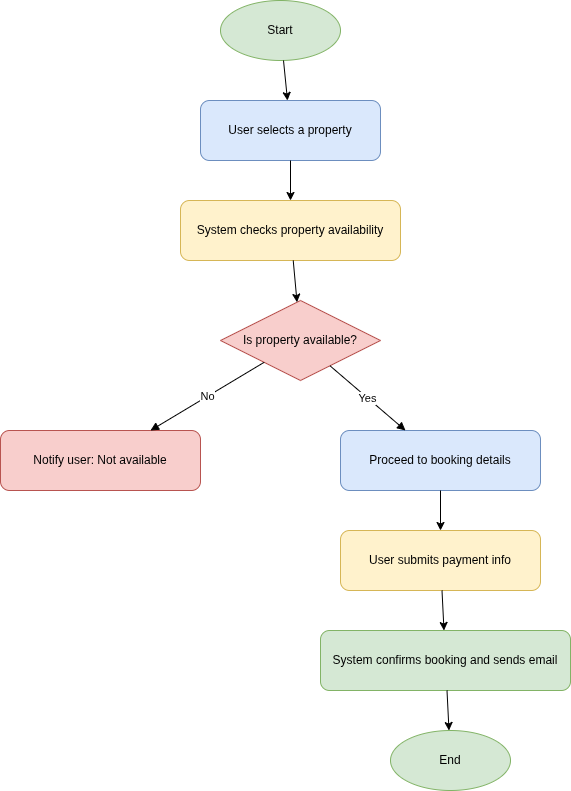 Start
User selects a property
System checks property availability
Is property available?
No
Yes
Notify user: Not available
Proceed to booking details
User submits payment info
System confirms booking and sends email
End